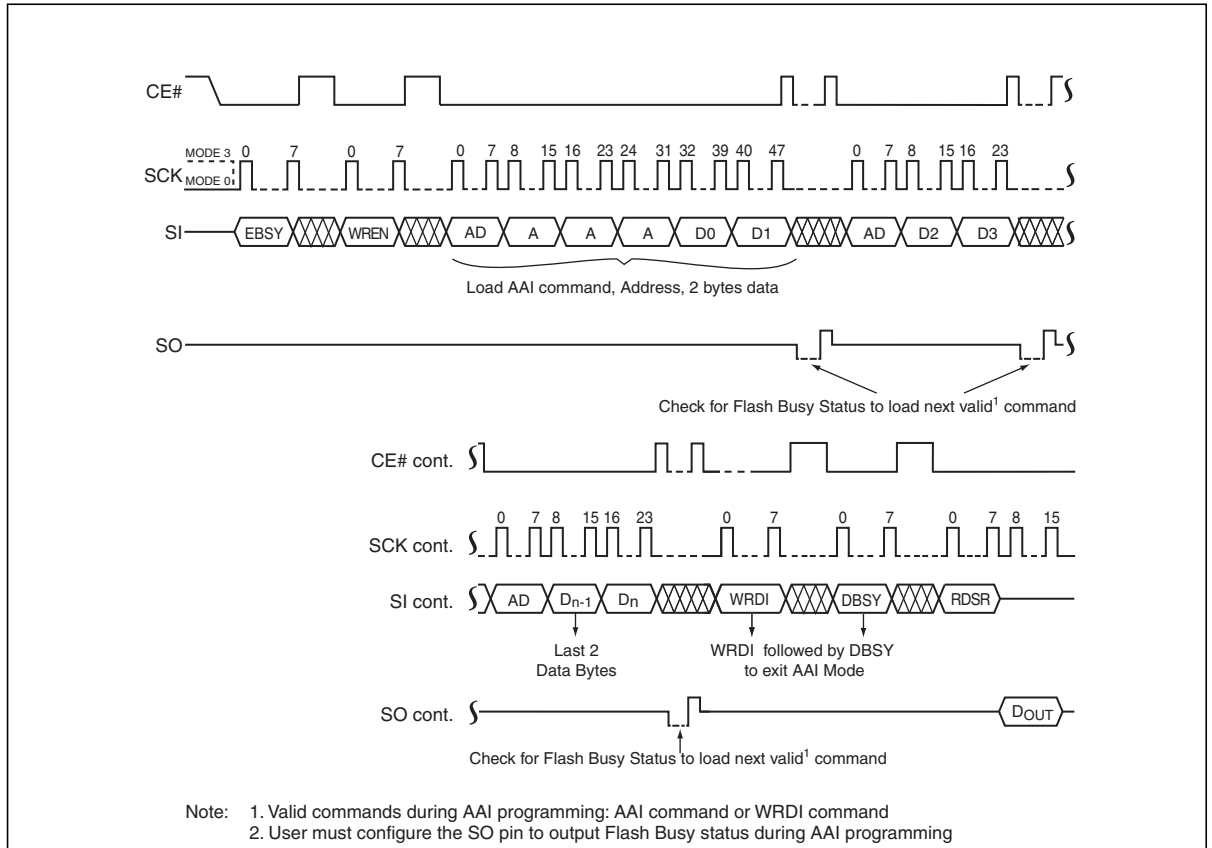 CE#
MODE 3
0 7 0 7 0 7 8 15 16 23 24 31 32 39 40 47 0 7 8 15 16 23
SCK
MODE 0
SI EBSY WREN AD A A A D0 D1 AD D2 D3
Load AAI command, Address, 2 bytes data
SO
Check for Flash Busy Status to load next valid1 command
CE# cont.
0 7 8 15 16 23 0 7 0 7 0 7 8 15
SCK cont.
SI cont. AD Dn-1 Dn WRDI DBSY RDSR
Last 2
Data Bytes
WRDI followed by DBSY
to exit AAI Mode
SO cont. DOUT
Check for Flash Busy Status to load next valid1 command
Note: 1. Valid commands during AAI programming: AAI command or WRDI command
2. User must configure the SO pin to output Flash Busy status during AAI programming